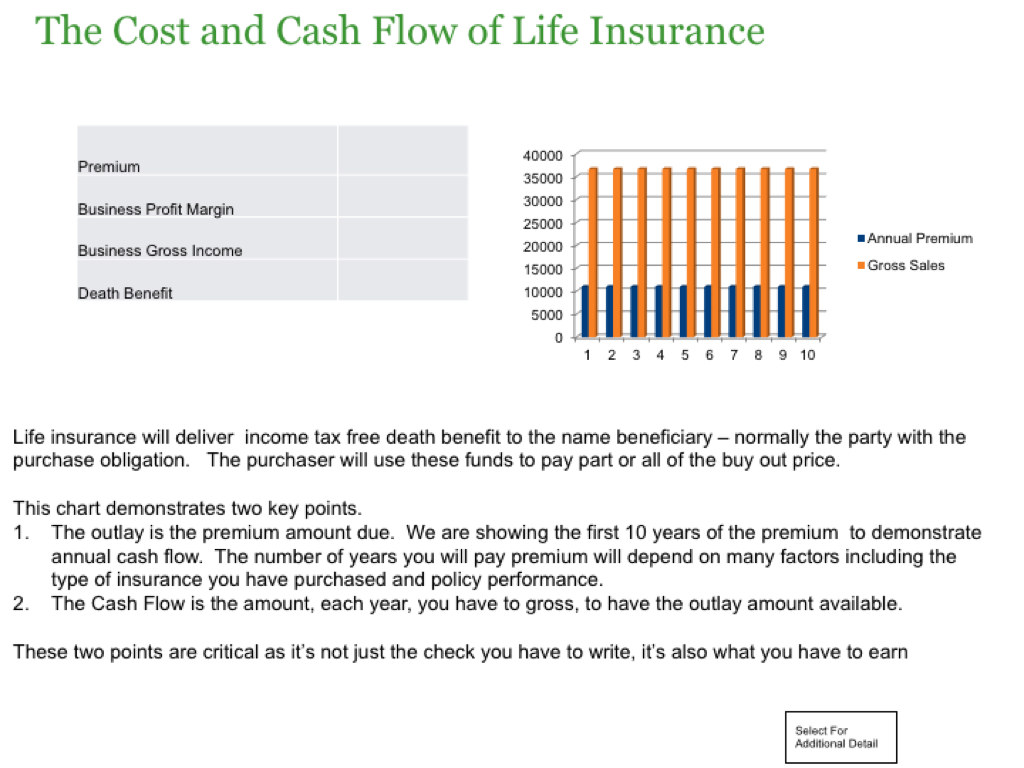 The Cost and Cash Flow of Life Insurance
Premium
Business Profit Margin
Business Gross Income
Death Benefit
40000
35000
30000
25000
20000
15000
10000
5000
0
1 2 3 4 5 6 7 8 9 10
Annual Premium
Gross Sales
Life insurance will deliver  income tax free death benefit to the name beneficiary – normally the party with the
purchase obligation.   The purchaser will use these funds to pay part or all of the buy out price.
This chart demonstrates two key points.
1. The outlay is the premium amount due.  We are showing the first 10 years of the premium  to demonstrate
annual cash flow.  The number of years you will pay premium will depend on many factors including the
type of insurance you have purchased and policy performance.
2. The Cash Flow is the amount, each year, you have to gross, to have the outlay amount available.
These two points are critical as it’s not just the check you have to write, it’s also what you have to earn
Select For
Additional Detail